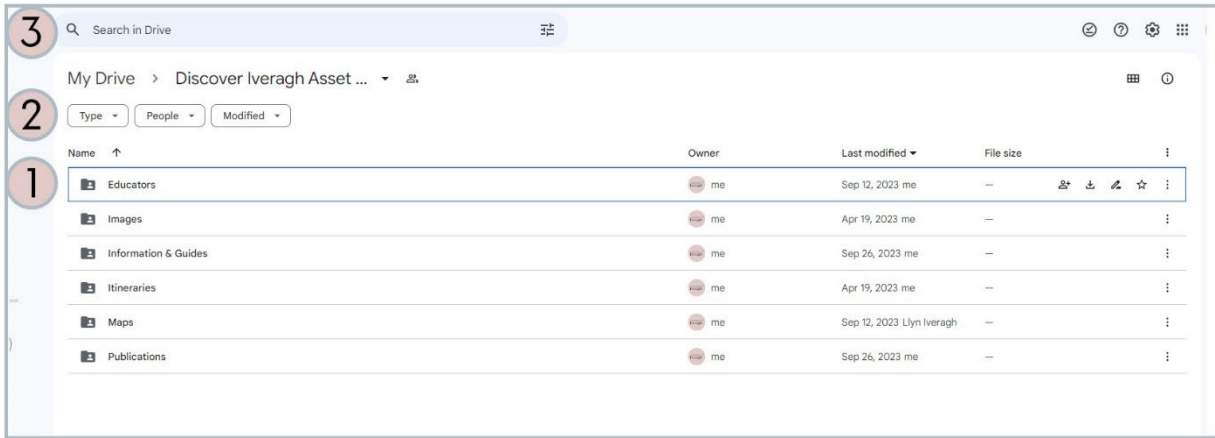 3 Search in Drive
My Drive > Discover Iveragh Asset ...
2 Type People Modified
Name Owner Last modified File size
1 Educators me Sep 12, 2023 me —
Images me Apr 19, 2023 me —
Information & Guides me Sep 26, 2023 me —
Itineraries me Apr 19, 2023 me —
Maps me Sep 12, 2023 Llyn Iveragh —
Publications me Sep 26, 2023 me —